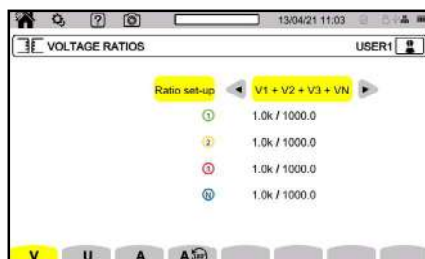 13/04/21 11:03
VOLTAGE RATIOS USER1
Ratio set-up V1 + V2 + V3 + VN
1 1.0k / 1000.0
2 1.0k / 1000.0
3 1.0k / 1000.0
N 1.0k / 1000.0
V U A A